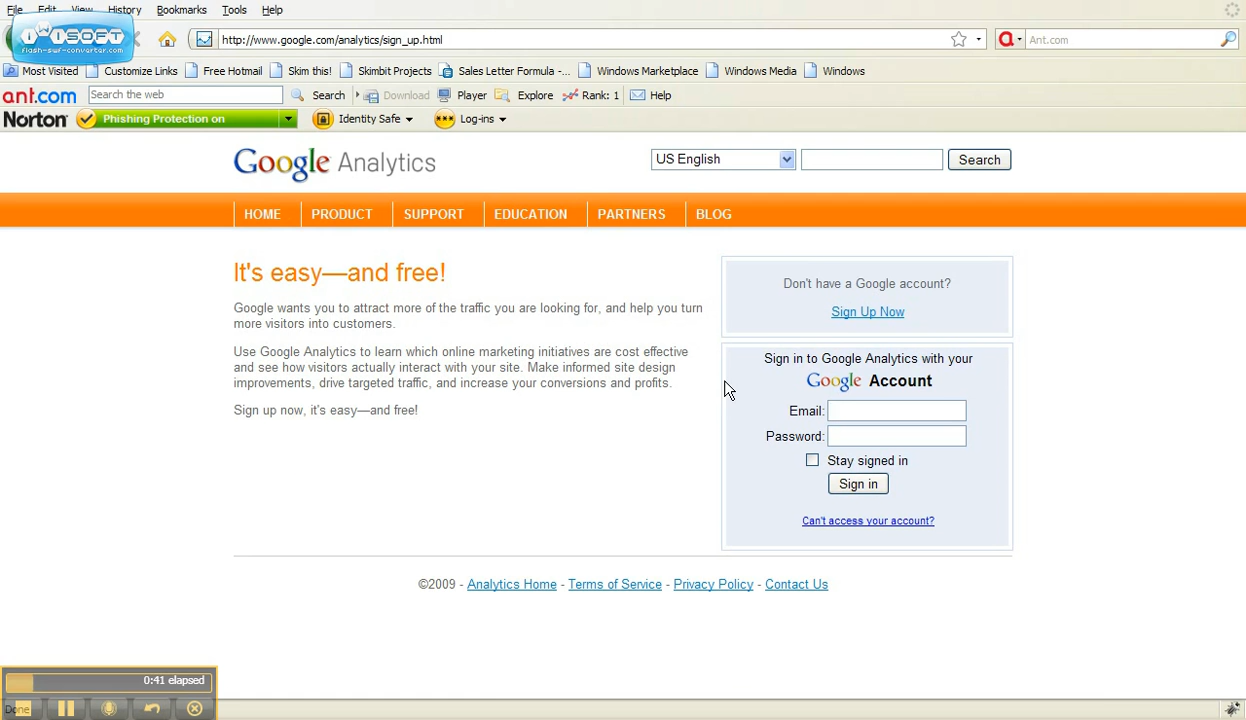 File Edit View History Bookmarks Tools Help
iWiSOFT
flash-swf-converter.com
http://www.google.com/analytics/sign_up.html
Ant.com
Most Visited Customize Links Free Hotmail Skim this! Skimbit Projects Sales Letter Formula -... Windows Marketplace Windows Media Windows
ant.com Search the web Search Download Player Explore Rank: 1 Help
Norton Phishing Protection on Identity Safe Log-ins
Google Analytics
US English
Search
HOME PRODUCT SUPPORT EDUCATION PARTNERS BLOG
It's easy—and free!
Google wants you to attract more of the traffic you are looking for, and help you turn
more visitors into customers.
Use Google Analytics to learn which online marketing initiatives are cost effective
and see how visitors actually interact with your site. Make informed site design
improvements, drive targeted traffic, and increase your conversions and profits.
Sign up now, it's easy—and free!
Don't have a Google account?
Sign Up Now
Sign in to Google Analytics with your
Google Account
Email:
Password:
Stay signed in
Sign in
Can't access your account?
©2009 - Analytics Home - Terms of Service - Privacy Policy - Contact Us
0:41 elapsed
Done